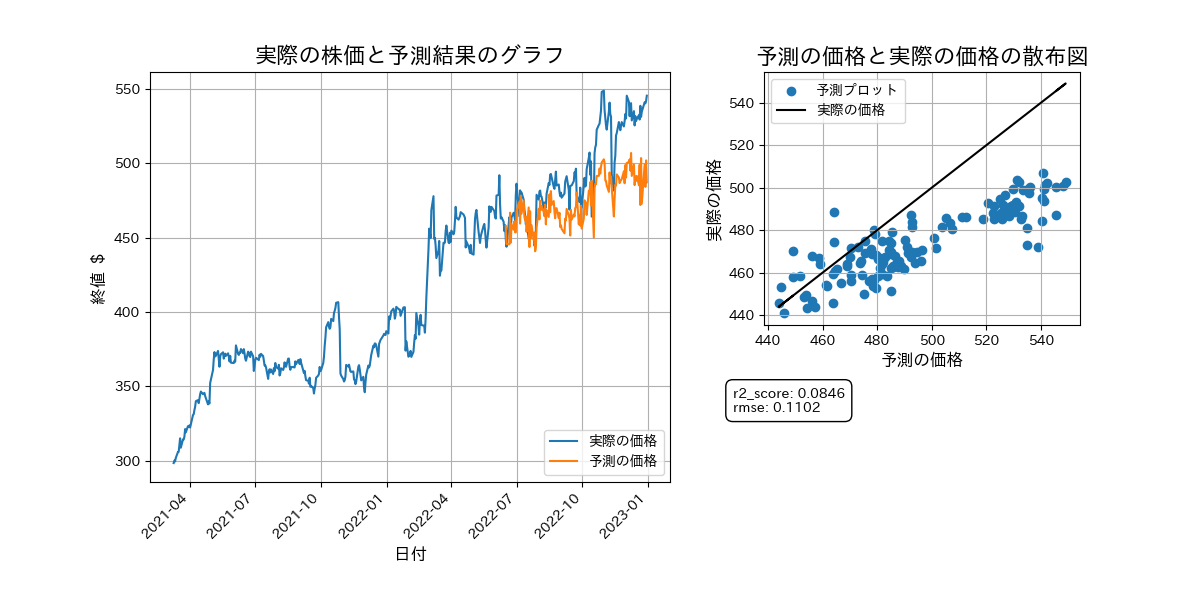 実際の株価と予測結果のグラフ
550
500
450
400
350
300
終値 $
実際の価格
予測の価格
2021-04
2021-07
2021-10
2022-01
2022-04
2022-07
2022-10
2023-01
日付
予測の価格と実際の価格の散布図
予測プロット
実際の価格
540
520
500
480
460
440
実際の価格
440
460
480
500
520
540
予測の価格
r2_score: 0.0846
rmse: 0.1102